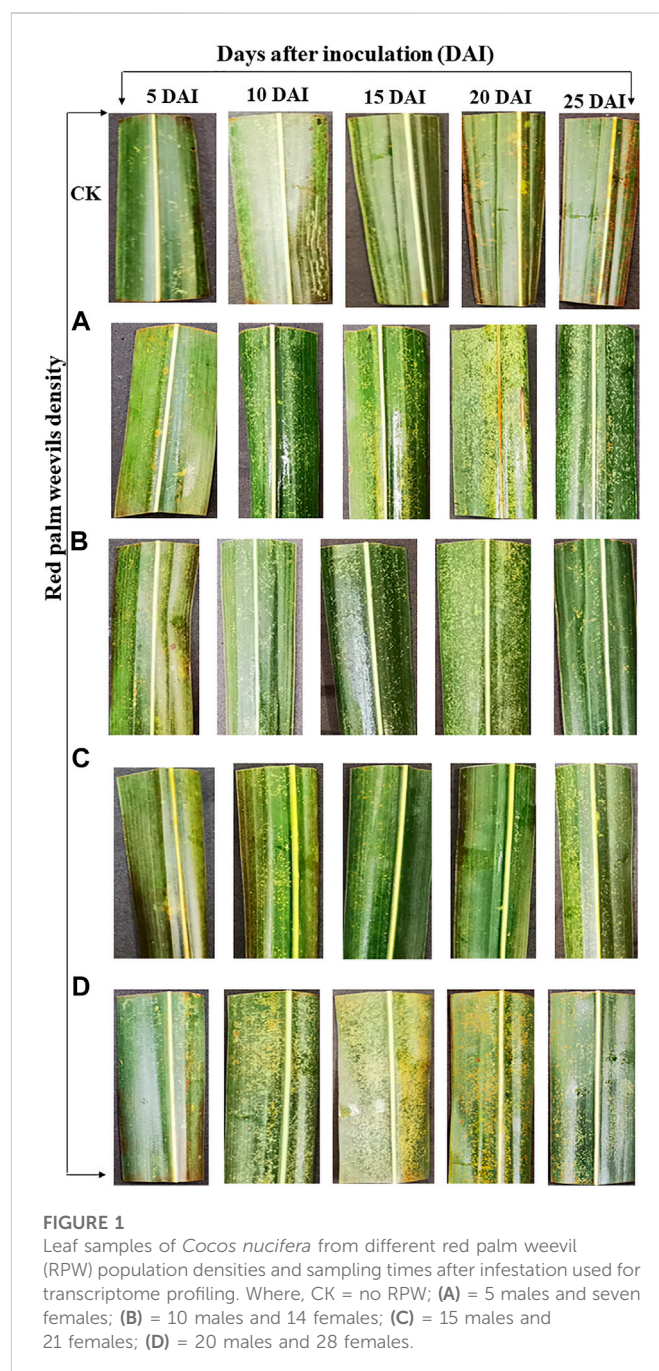 Days after inoculation (DAI)
5 DAI 10 DAI 15 DAI 20 DAI 25 DAI
CK
Red palm weevils density
A
B
C
D
FIGURE 1
Leaf samples of Cocos nucifera from different red palm weevil
(RPW) population densities and sampling times after infestation used for
transcriptome profiling. Where, CK = no RPW; (A) = 5 males and seven
females; (B) = 10 males and 14 females; (C) = 15 males and
21 females; (D) = 20 males and 28 females.